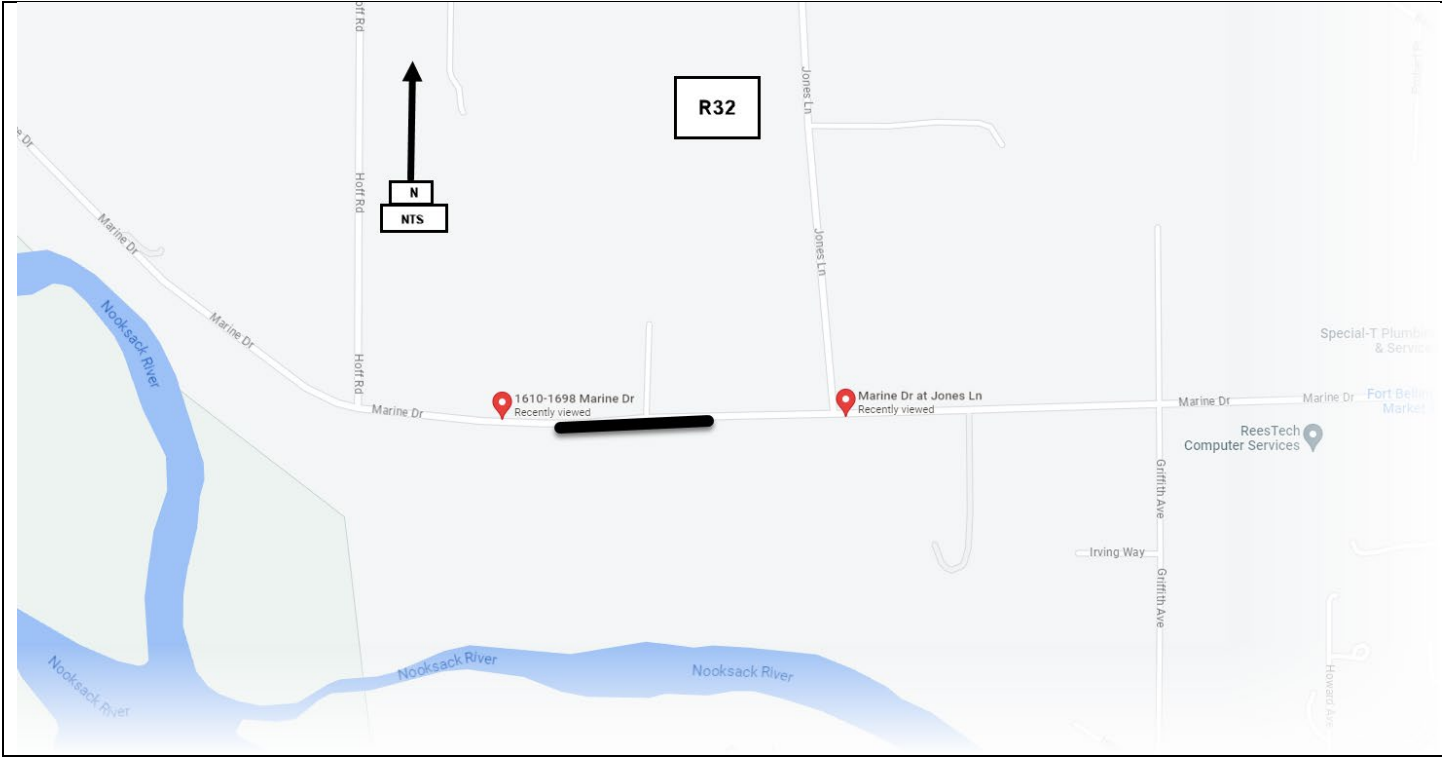 Hoff Rd
R32
Jones Ln
ne Dr
Hoff Rd
N
NTS
Marine Dr
Jones Ln
Nooksack River
Marine Dr
Special-T
& Service
Hoff Rd
1610-1698 Marine Dr
Recently viewed
Marine Dr at Jones Ln
Recently viewed
Marine Dr
Marine Dr
Marine Dr
Fort
Market
ReesTech
Computer Services
Griffith Ave
Irving Way
Griffith Ave
Nooksack River
Nooksack River
Nooksack River
Howard Ave